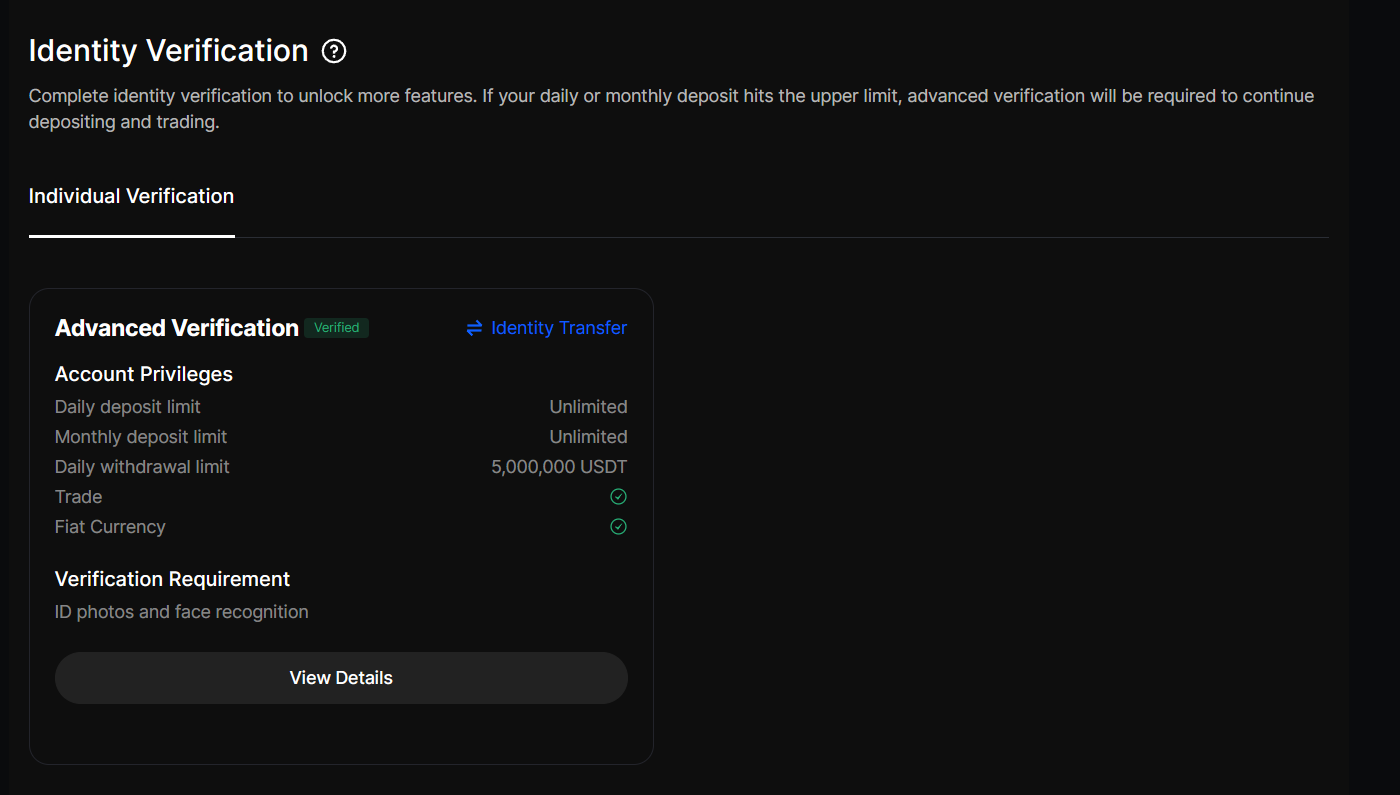 Identity Verification
Complete identity verification to unlock more features. If your daily or monthly deposit hits the upper limit, advanced verification will be required to continue
depositing and trading.
Individual Verification
Advanced Verification Verified Identity Transfer
Account Privileges
Daily deposit limit Unlimited
Monthly deposit limit Unlimited
Daily withdrawal limit 5,000,000 USDT
Trade
Fiat Currency
Verification Requirement
ID photos and face recognition
View Details